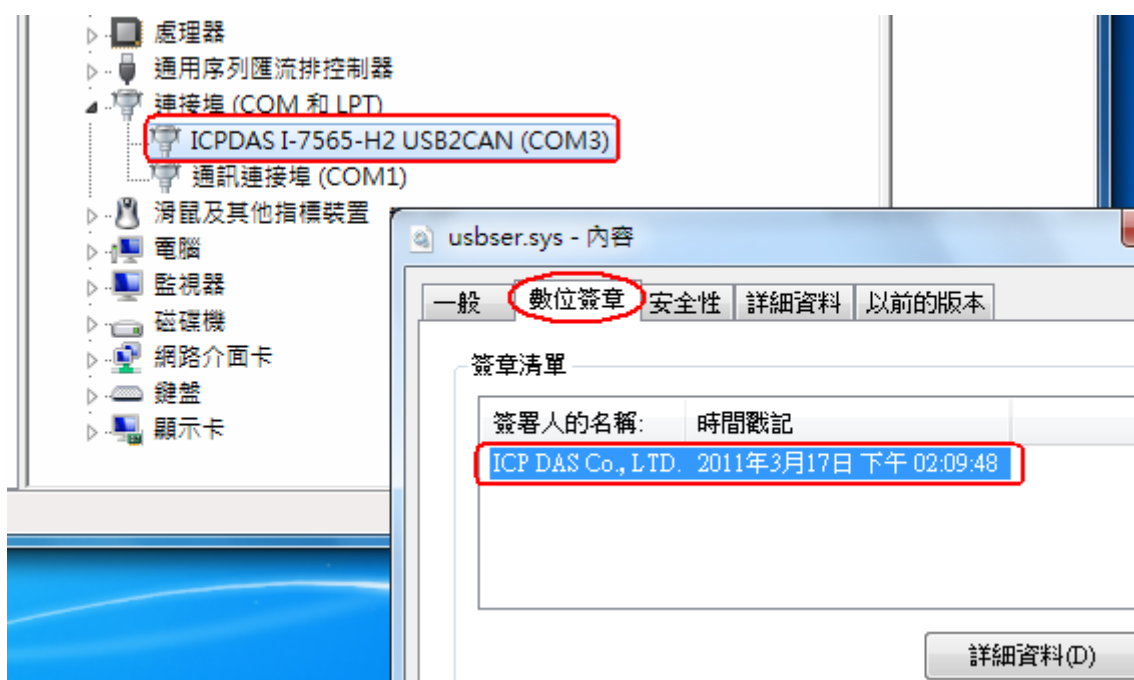 處理器
通用序列匯流排控制器
連接埠 (COM 和 LPT)
ICPDAS I-7565-H2 USB2CAN (COM3)
通訊連接埠 (COM1)
滑鼠及其他指標裝置
電腦
監視器
磁碟機
網路介面卡
鍵盤
顯示卡
usbser.sys - 內容
一般 數位簽章 安全性 詳細資料 以前的版本
簽章清單
簽署人的名稱: 時間戳記
ICP DAS Co., LTD. 2011年3月17日 下午 02:09:48
詳細資料(D)